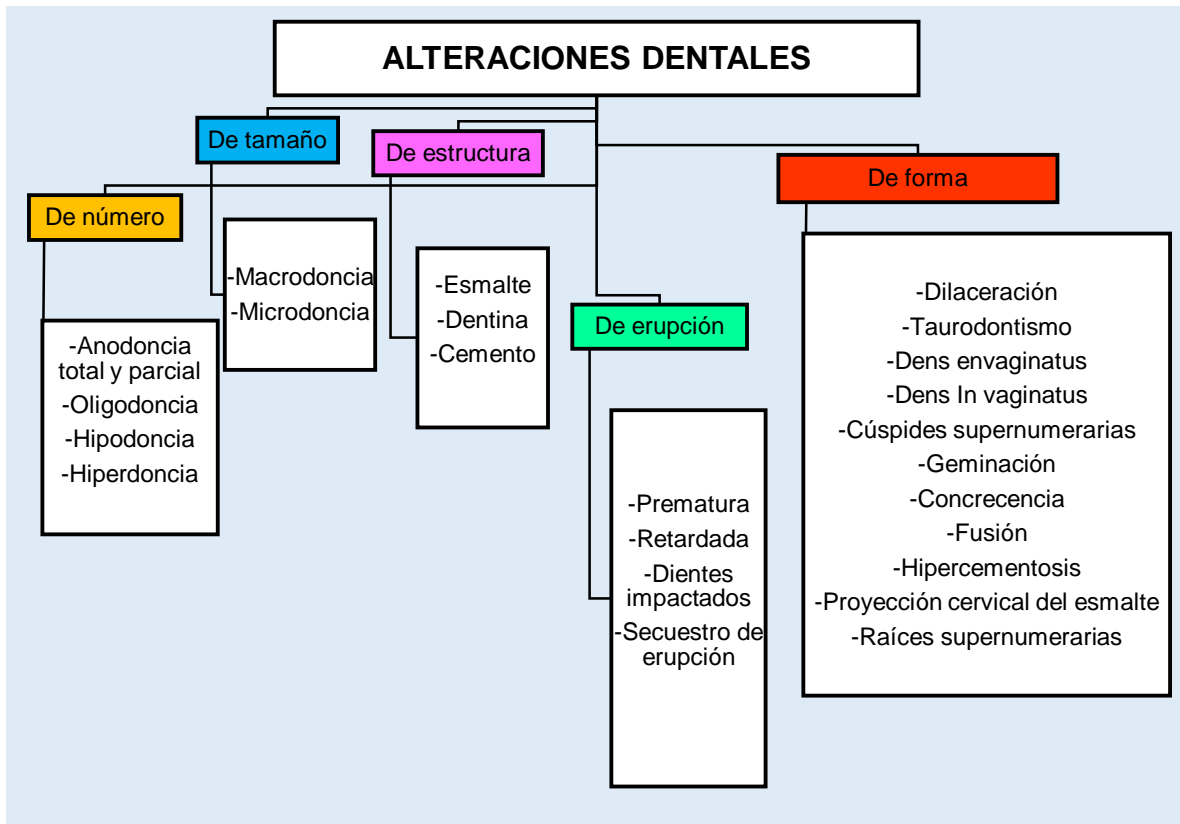 ALTERACIONES DENTALES
De tamaño
De estructura
De forma
De número
-Macrodoncia
-Microdoncia
-Esmalte
-Dentina
-Cemento
De erupción
-Anodoncia
total y parcial
-Oligodoncia
-Hipodoncia
-Hiperdoncia
-Prematura
-Retardada
-Dientes
impactados
-Secuestro de
erupción
-Dilaceración
-Taurodontismo
-Dens envaginatus
-Dens In vaginatus
-Cúspides supernumerarias
-Geminación
-Concrecencia
-Fusión
-Hipercementosis
-Proyección cervical del esmalte
-Raíces supernumerarias